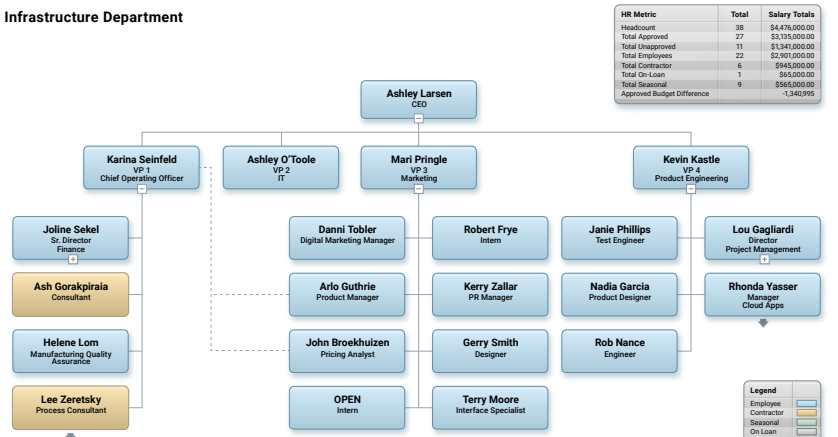 Infrastructure Department
HR Metric Total Salary Totals
Headcount 38 $4,476,000.00
Total Approved 27 $3,135,000.00
Total Unapproved 11 $1,341,000.00
Total Employees 22 $2,901,000.00
Total Contractor 6 $945,000.00
Total On-Loan 1 $65,000.00
Total Seasonal 9 $565,000.00
Approved Budget Difference -1,340,995
Ashley Larsen
CEO
Karina Seinfeld
VP 1
Chief Operating Officer
Ashley O'Toole
VP 2
IT
Mari Pringle
VP 3
Marketing
Kevin Kastle
VP 4
Product Engineering
Joline Sekel
Sr. Director
Finance
Danni Tobler
Digital Marketing Manager
Robert Frye
Intern
Janie Phillips
Test Engineer
Lou Gagliardi
Director
Project Management
Ash Gorakpiraia
Consultant
Arlo Guthrie
Product Manager
Kerry Zallar
PR Manager
Nadia Garcia
Product Designer
Rhonda Yasser
Manager
Cloud Apps
Helene Lom
Manufacturing Quality
Assurance
John Broekhuizen
Pricing Analyst
Gerry Smith
Designer
Rob Nance
Engineer
Lee Zeretsky
Process Consultant
OPEN
Intern
Terry Moore
Interface Specialist
Legend
Employee
Contractor
Seasonal
On Loan